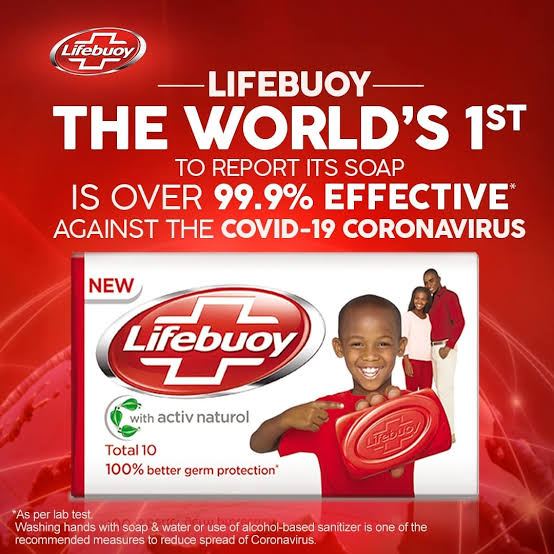 Lifebuoy
LIFEBUOY
THE WORLD'S 1ST
TO REPORT ITS SOAP
IS OVER 99.9% EFFECTIVE*
AGAINST THE COVID-19 CORONAVIRUS
NEW
Lifebuoy
with activ naturol
Total 10
100% better germ protection*
Lifebuoy
*As per lab test.
Washing hands with soap & water or use of alcohol-based sanitizer is one of the
recommended measures to reduce spread of Coronavirus.